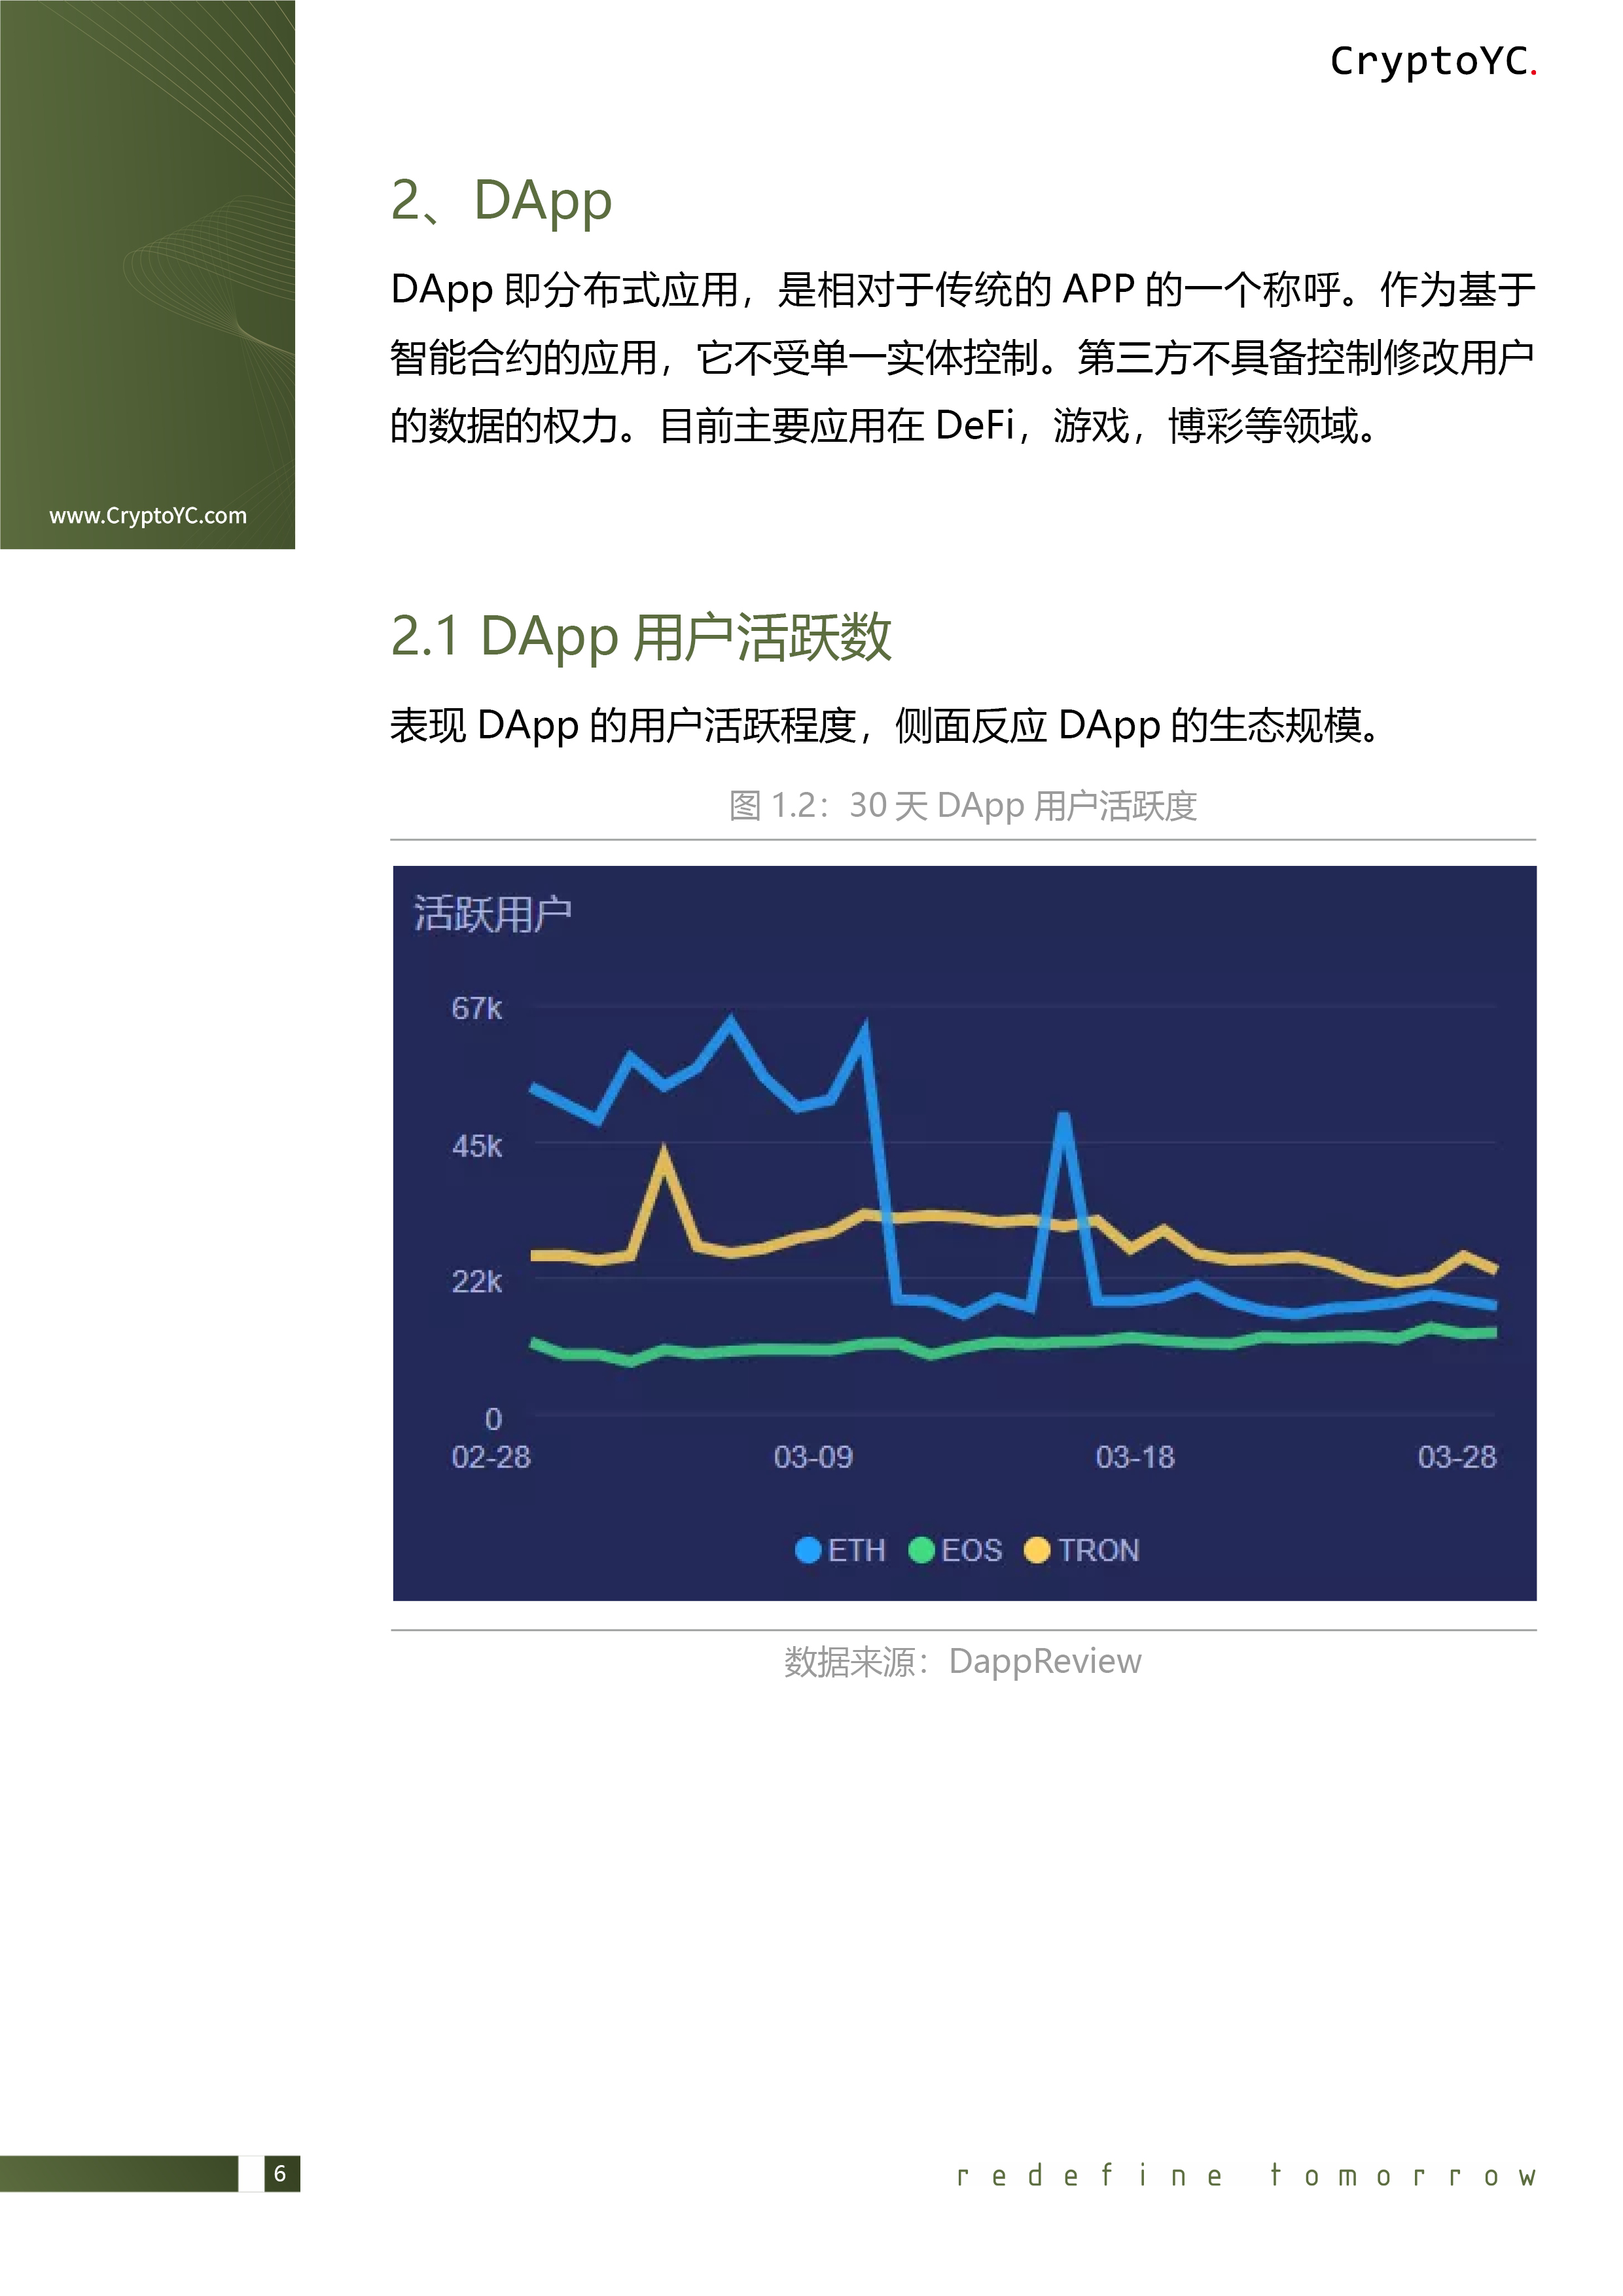 CryptoYC.
www.CryptoYC.com
2、DApp
DApp 即分布式应用，是相对于传统的 APP 的一个称呼。作为基于
智能合约的应用，它不受单一实体控制。第三方不具备控制修改用户
的数据的权力。目前主要应用在 DeFi，游戏，博彩等领域。
2.1 DApp 用户活跃数
表现 DApp 的用户活跃程度，侧面反应 DApp 的生态规模。
图 1.2：30 天 DApp 用户活跃度
活跃用户
67k
45k
22k
0
02-28 03-09 03-18 03-28
ETH EOS TRON
数据来源：DappReview
6
redefine tomorrow